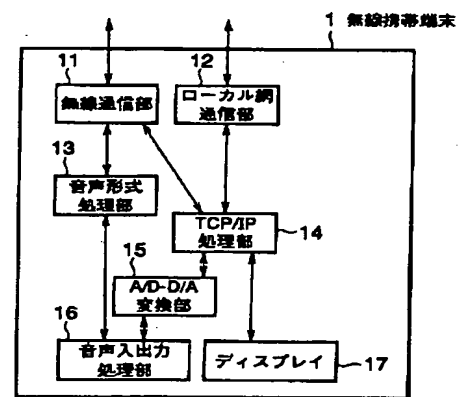 1 無線携帯端末
11
12
無線通信部
ローカル網
通信部
13
音声形式
処理部
TCP/IP
処理部
14
15
A/D-D/A
変換部
16
音声入出力
処理部
ディスプレイ
17